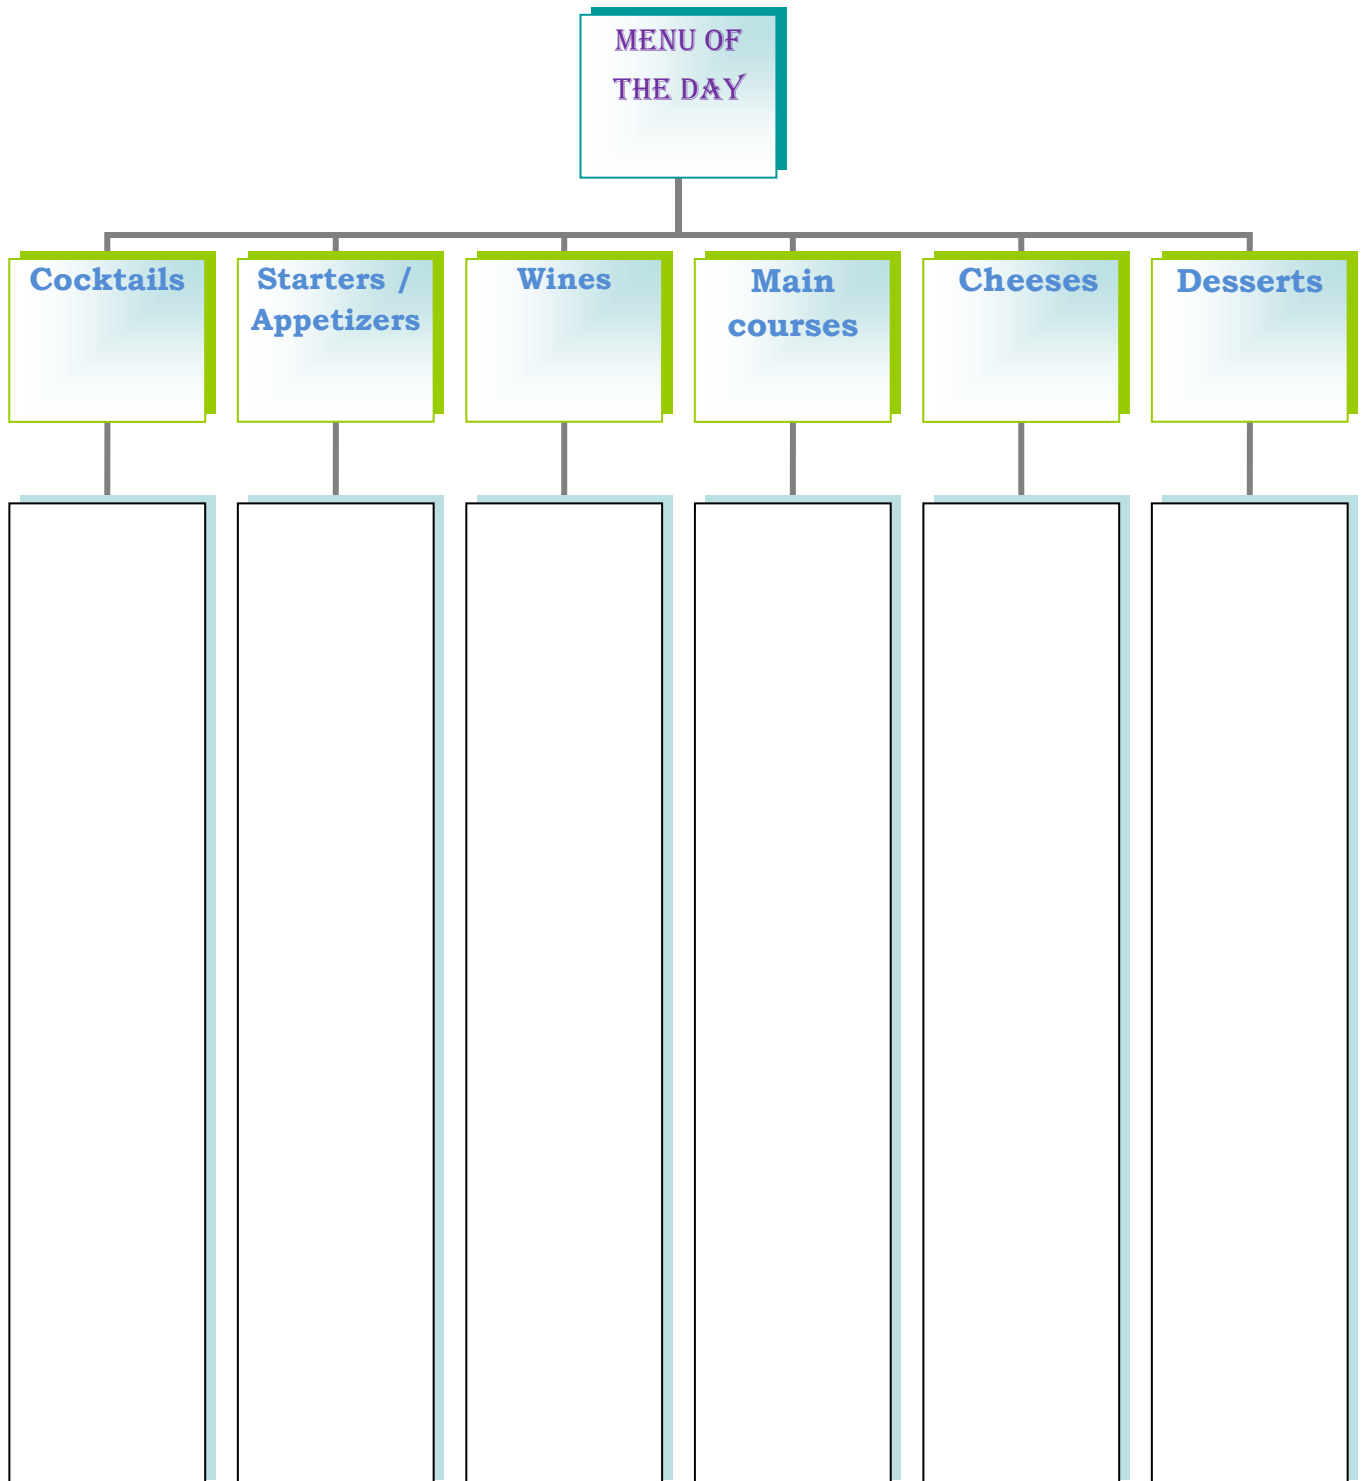 MENU OF
THE DAY
Cocktails
Starters /
Appetizers
Wines
Main
courses
Cheeses
Desserts